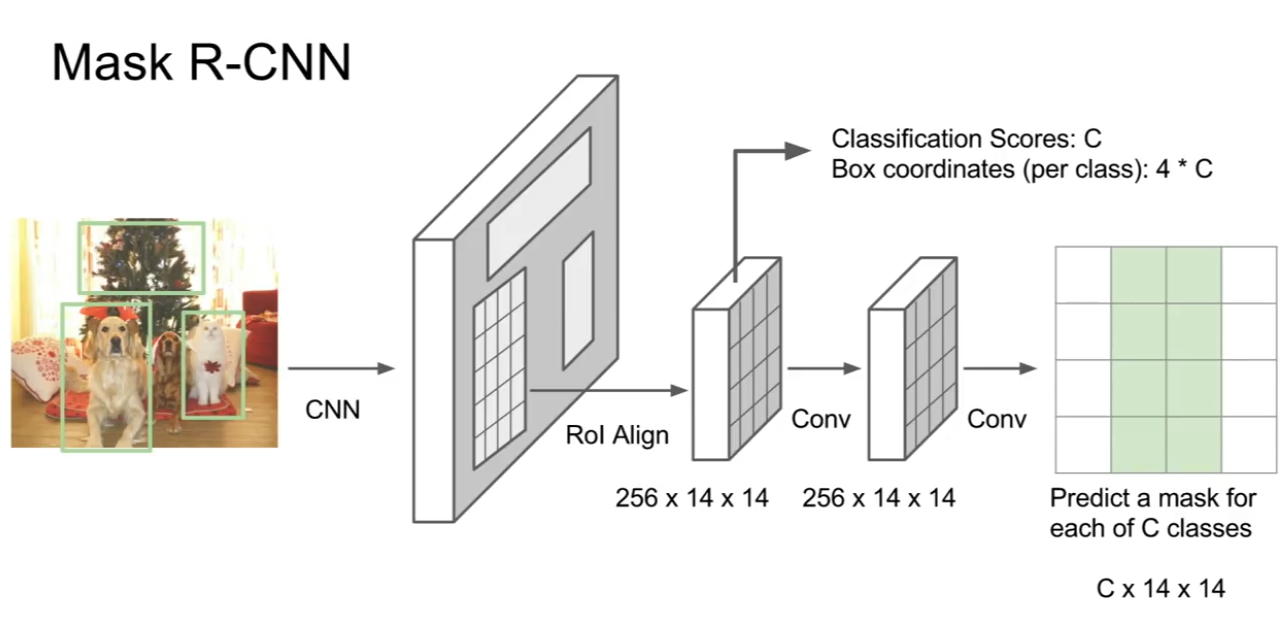 Mask R-CNN
Classification Scores: C
Box coordinates (per class): 4 * C
CNN
RoI Align
Conv
Conv
256 x 14 x 14
256 x 14 x 14
Predict a mask for
each of C classes
C x 14 x 14